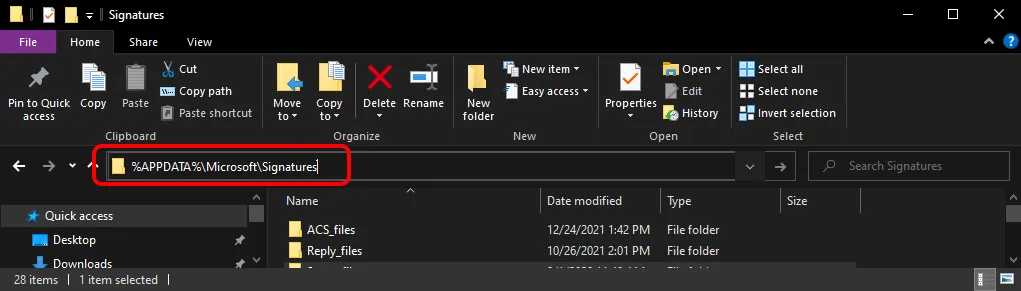 Signatures
File Home Share View
Pin to Quick access
Copy
Paste
Cut
Copy path
Paste shortcut
Clipboard
Move to
Copy to
Delete
Rename
Organize
New folder
New item
Easy access
New
Properties
Open
Edit
History
Open
Select all
Select none
Invert selection
Select
%APPDATA%\Microsoft\Signatures
Search Signatures
Name Date modified Type Size
Quick access
Desktop
Downloads
ACS_files 12/24/2021 1:42 PM File folder
Reply_files 10/26/2021 2:01 PM File folder
28 items 1 item selected